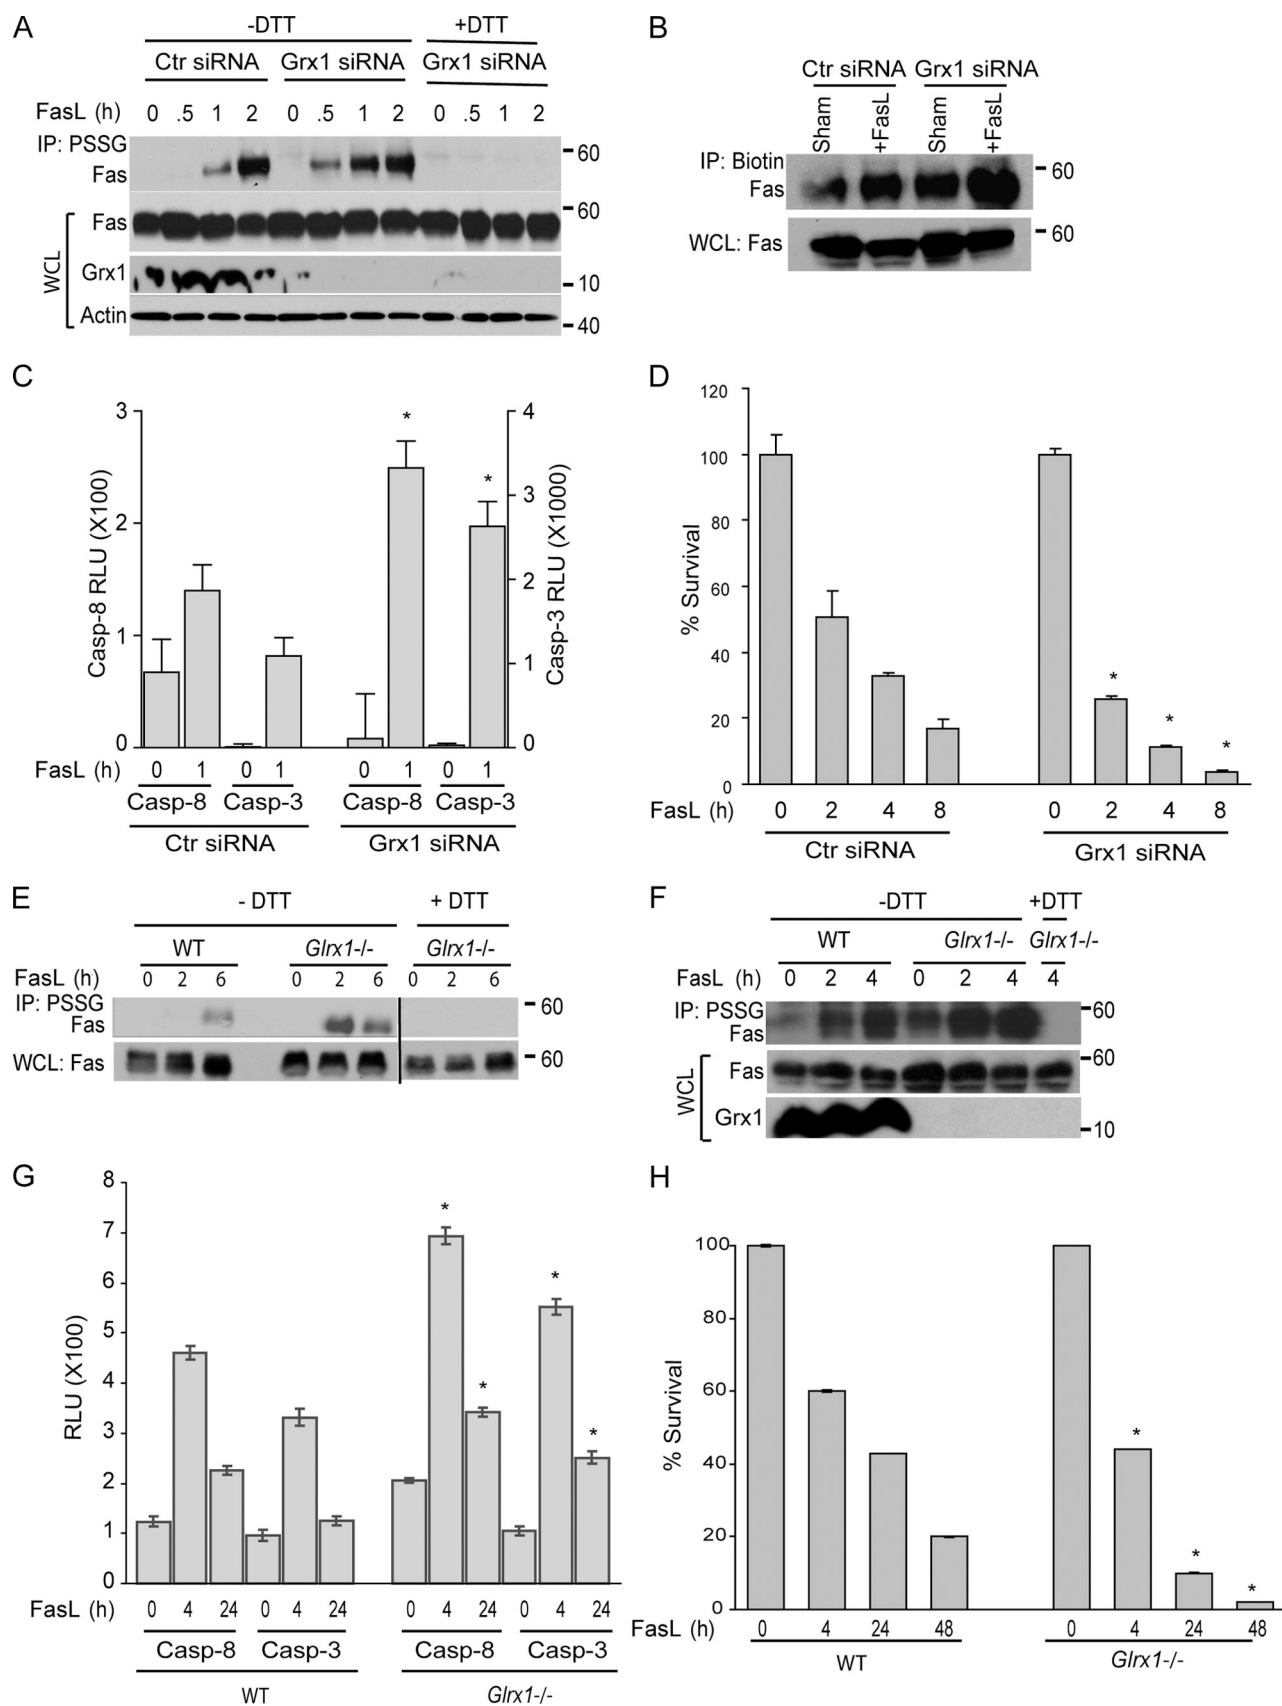 A
-DTT +DTT
Ctr siRNA Grx1 siRNA Grx1 siRNA
FasL (h) 0 .5 1 2 0 .5 1 2 0 .5 1 2
IP: PSSG
Fas
60
Fas
60
WCL
Grx1
10
Actin
40
B
Ctr siRNA Grx1 siRNA
Sham +FasL Sham +FasL
IP: Biotin
Fas
60
WCL: Fas
60
C
Casp-8 RLU (X100)
3
2
1
0
Casp-3 RLU (X1000)
4
3
2
1
0
* *
FasL (h) 0 1 0 1 0 1 0 1
Casp-8 Casp-3 Casp-8 Casp-3
Ctr siRNA Grx1 siRNA
D
% Survival
120
100
80
60
40
20
0
* * *
FasL (h) 0 2 4 8 0 2 4 8
Ctr siRNA Grx1 siRNA
E
- DTT + DTT
WT Glrx1-/- Glrx1-/-
FasL (h) 0 2 6 0 2 6 0 2 6
IP: PSSG
Fas
60
WCL: Fas
60
F
-DTT +DTT
WT Glrx1-/- Glrx1-/-
FasL (h) 0 2 4 0 2 4 4
IP: PSSG
Fas
60
Fas
60
WCL
Grx1
10
G
RLU (X100)
8
7
6
5
4
3
2
1
0
* * * *
FasL (h) 0 4 24 0 4 24 0 4 24 0 4 24
Casp-8 Casp-3 Casp-8 Casp-3
WT Glrx1-/-
H
% Survival
100
80
60
40
20
0
* * *
FasL (h) 0 4 24 48 0 4 24 48
WT Glrx1-/-